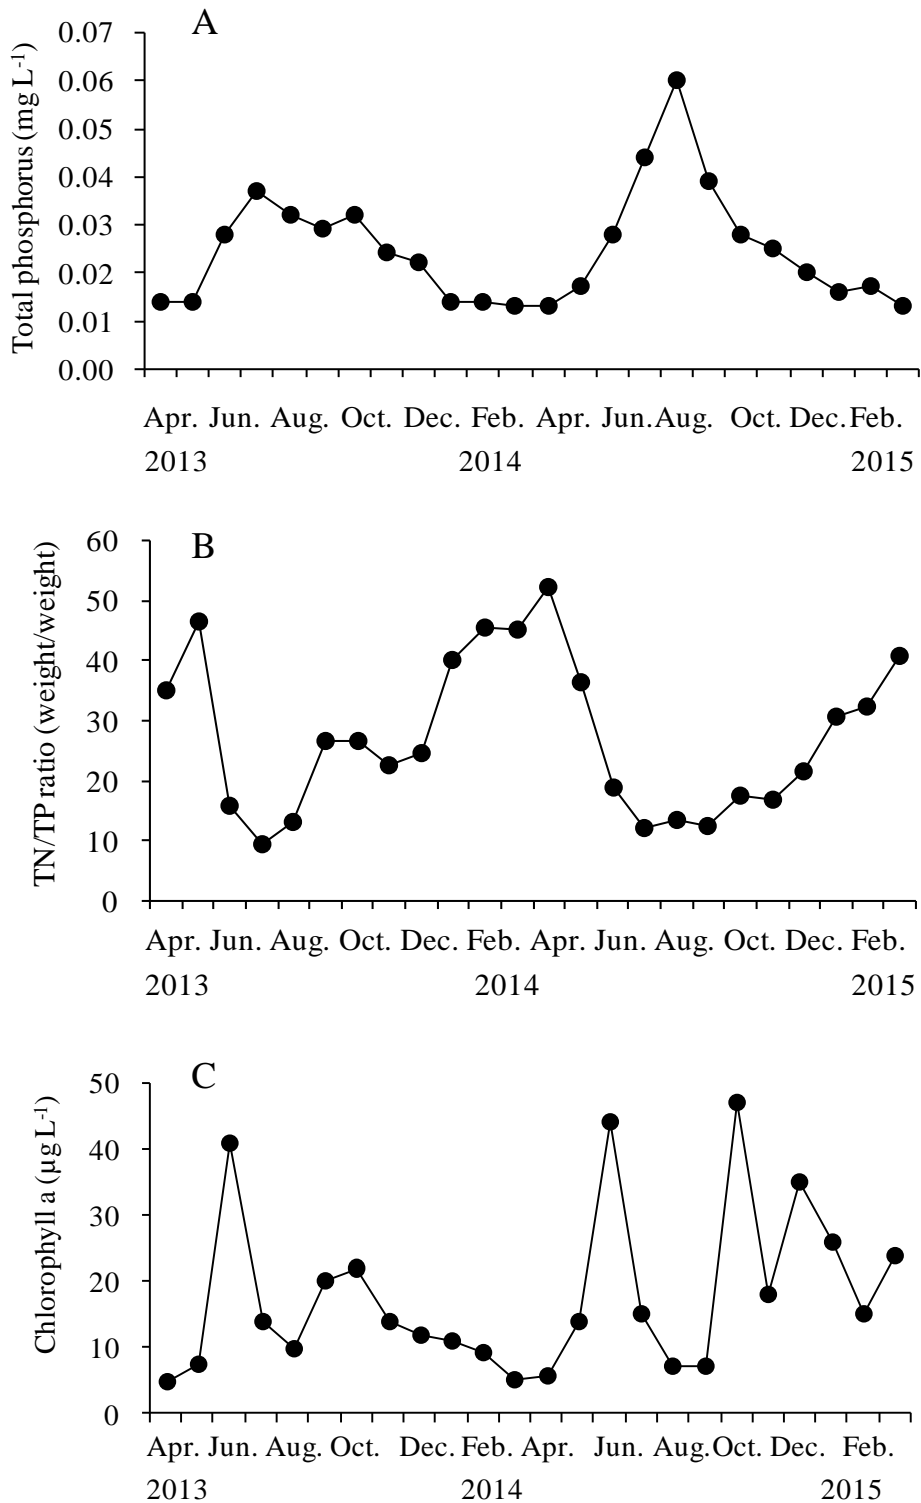 A
Total phosphorus (mg L-1)
0.07
0.06
0.05
0.04
0.03
0.02
0.01
0.00
Apr. Jun. Aug. Oct. Dec. Feb. Apr. Jun. Aug. Oct. Dec. Feb.
2013 2014 2015
B
TN/TP ratio (weight/weight)
60
50
40
30
20
10
0
Apr. Jun. Aug. Oct. Dec. Feb. Apr. Jun. Aug. Oct. Dec. Feb.
2013 2014 2015
C
Chlorophyll a (µg L-1)
50
40
30
20
10
0
Apr. Jun. Aug. Oct. Dec. Feb. Apr. Jun. Aug. Oct. Dec. Feb.
2013 2014 2015